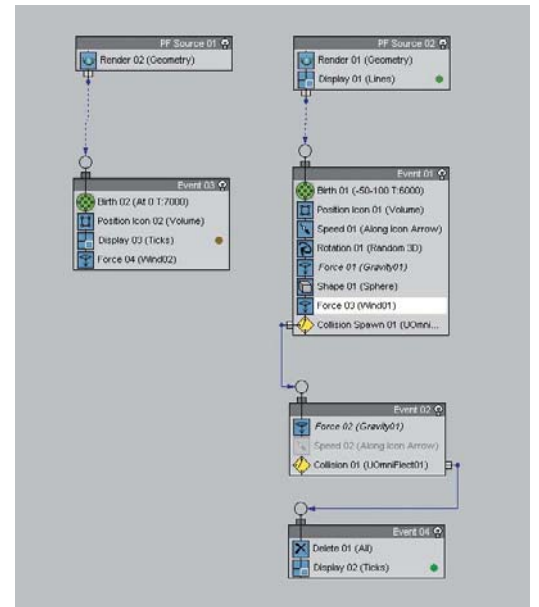 PF Source 01
Render 02 (Geometry)
Event 03
Birth 02 (At 0 T:7000)
Position Icon 02 (Volume)
Display 03 (Ticks)
Force 04 (Wind02)
PF Source 02
Render 01 (Geometry)
Display 01 (Lines)
Event 01
Birth 01 (-50-100 T:6000)
Position Icon 01 (Volume)
Speed 01 (Along Icon Arrow)
Rotation 01 (Random 3D)
Force 01 (Gravity01)
Shape 01 (Sphere)
Force 03 (Wind01)
Collision Spawn 01 (UOmni...
Event 02
Force 02 (Gravity01)
Speed 02 (Along Icon Arrow)
Collision 01 (UOmniFlect01)
Event 04
Delete 01 (All)
Display 02 (Ticks)